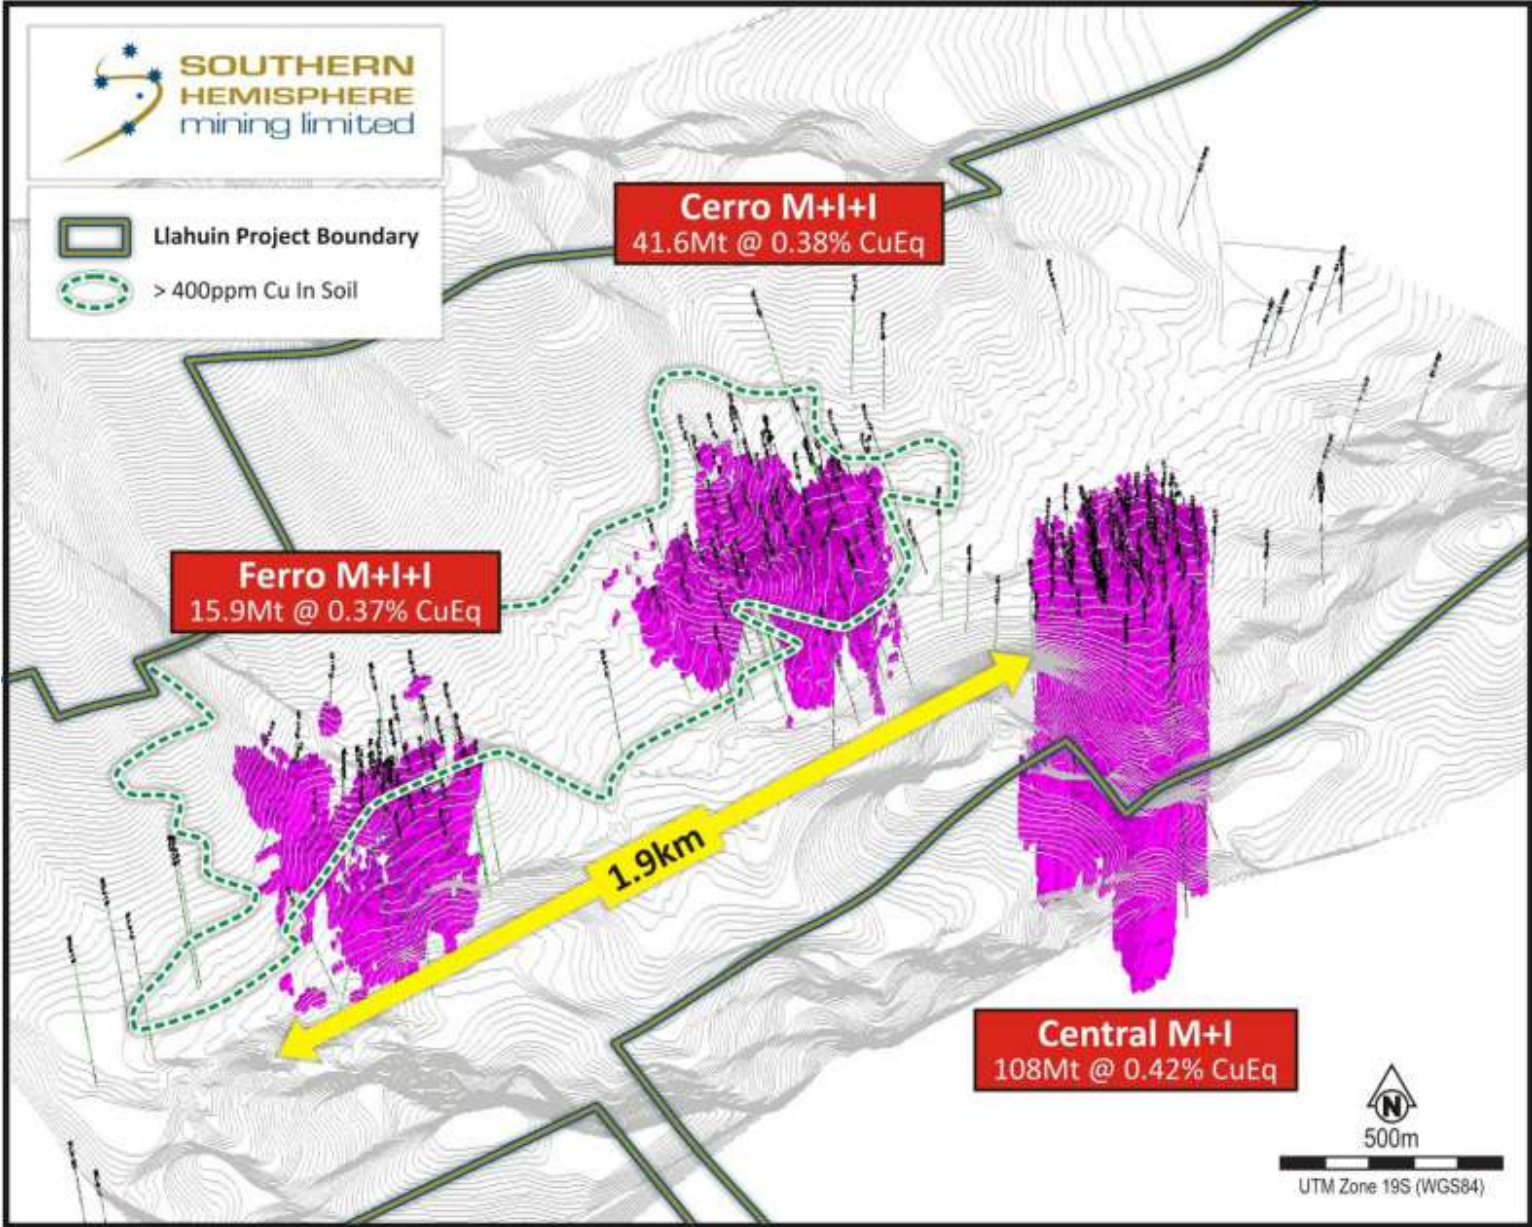 SOUTHERN
HEMISPHERE
mining limited
Llahuin Project Boundary
> 400ppm Cu In Soil
Cerro M+I+I
41.6Mt @ 0.38% CuEq
Ferro M+I+I
15.9Mt @ 0.37% CuEq
1.9km
Central M+I
108Mt @ 0.42% CuEq
N
500m
UTM Zone 19S (WGS84)